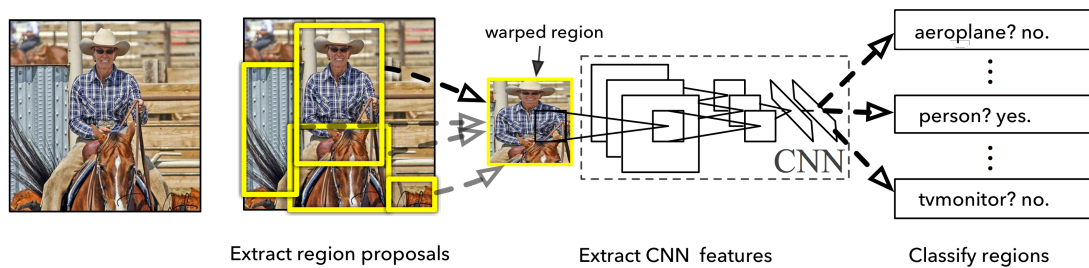 warped region
aeroplane? no.
person? yes.
CNN
tvmonitor? no.
Extract region proposals
Extract CNN features
Classify regions